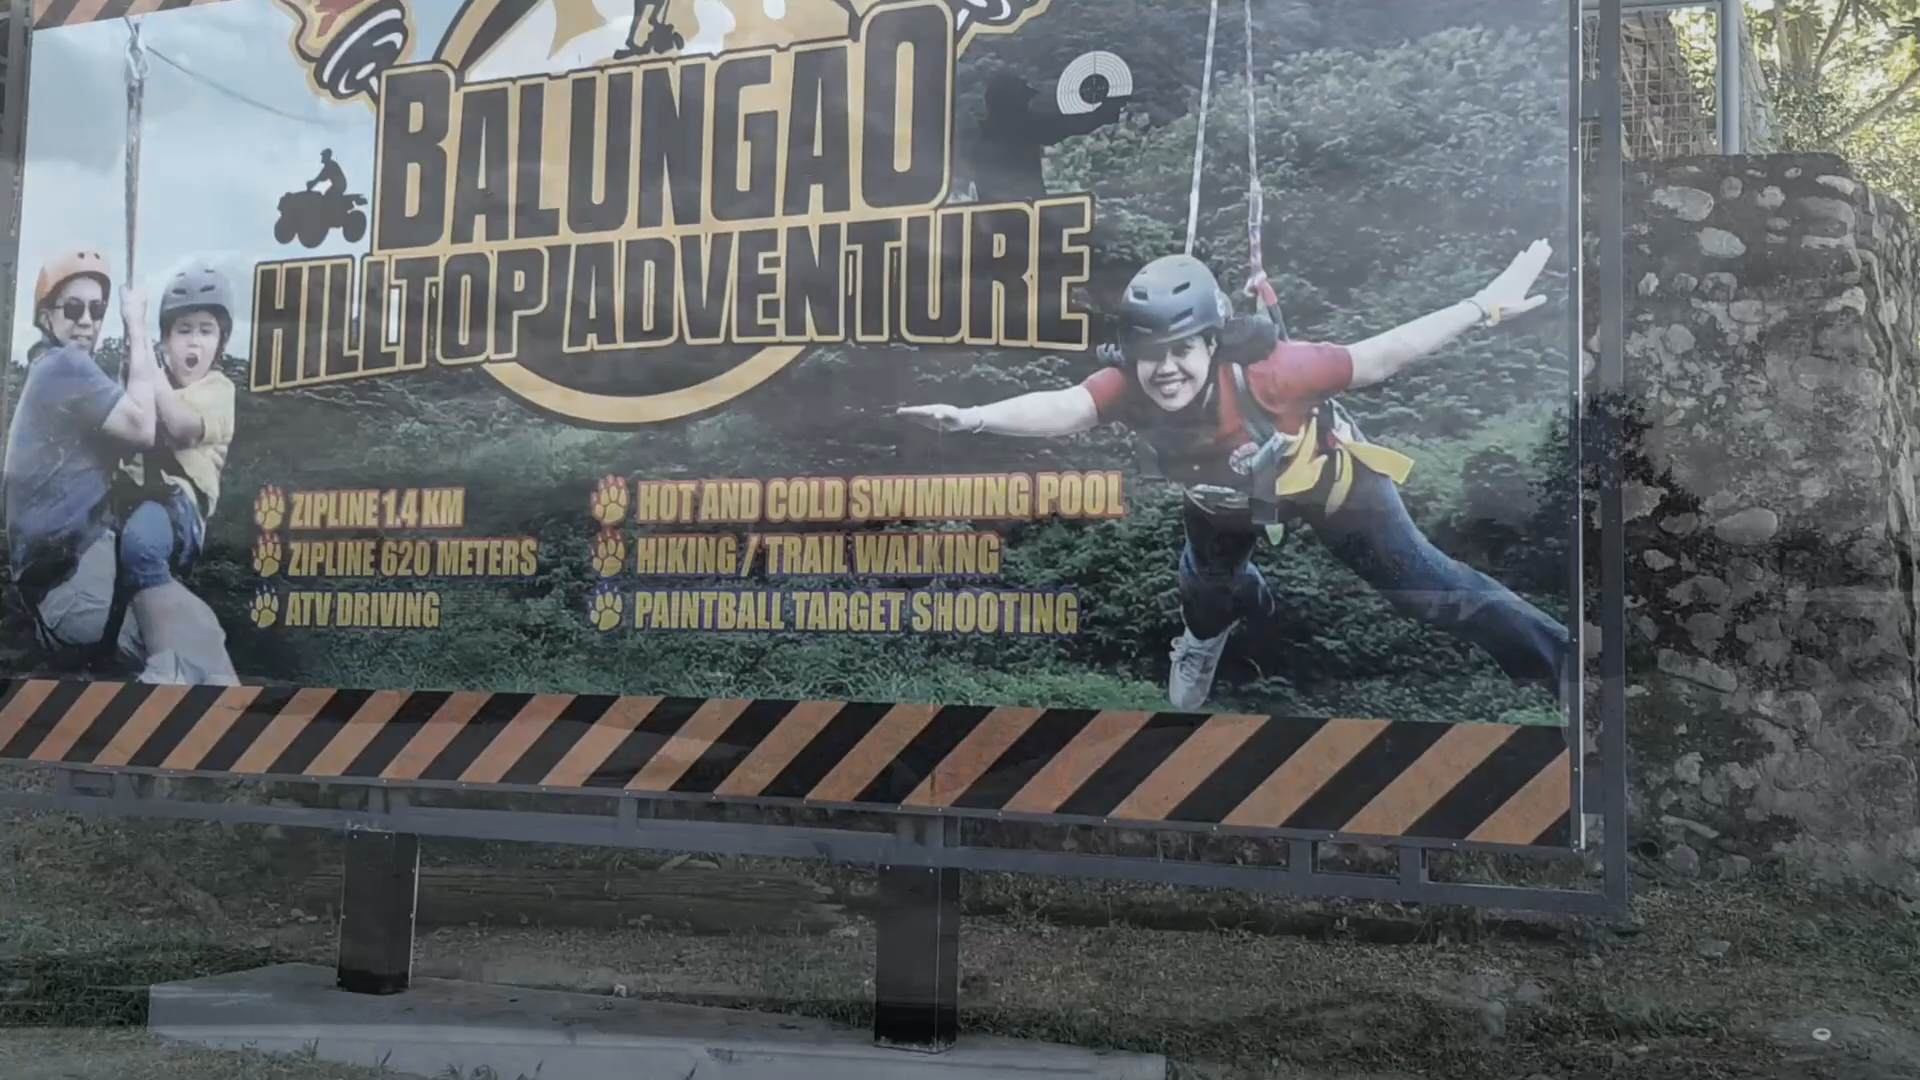 BALUNGAO
HILLTOP ADVENTURE
ZIPLINE 1.4 KM
ZIPLINE 620 METERS
ATV DRIVING
HOT AND COLD SWIMMING POOL
HIKING / TRAIL WALKING
PAINTBALL TARGET SHOOTING